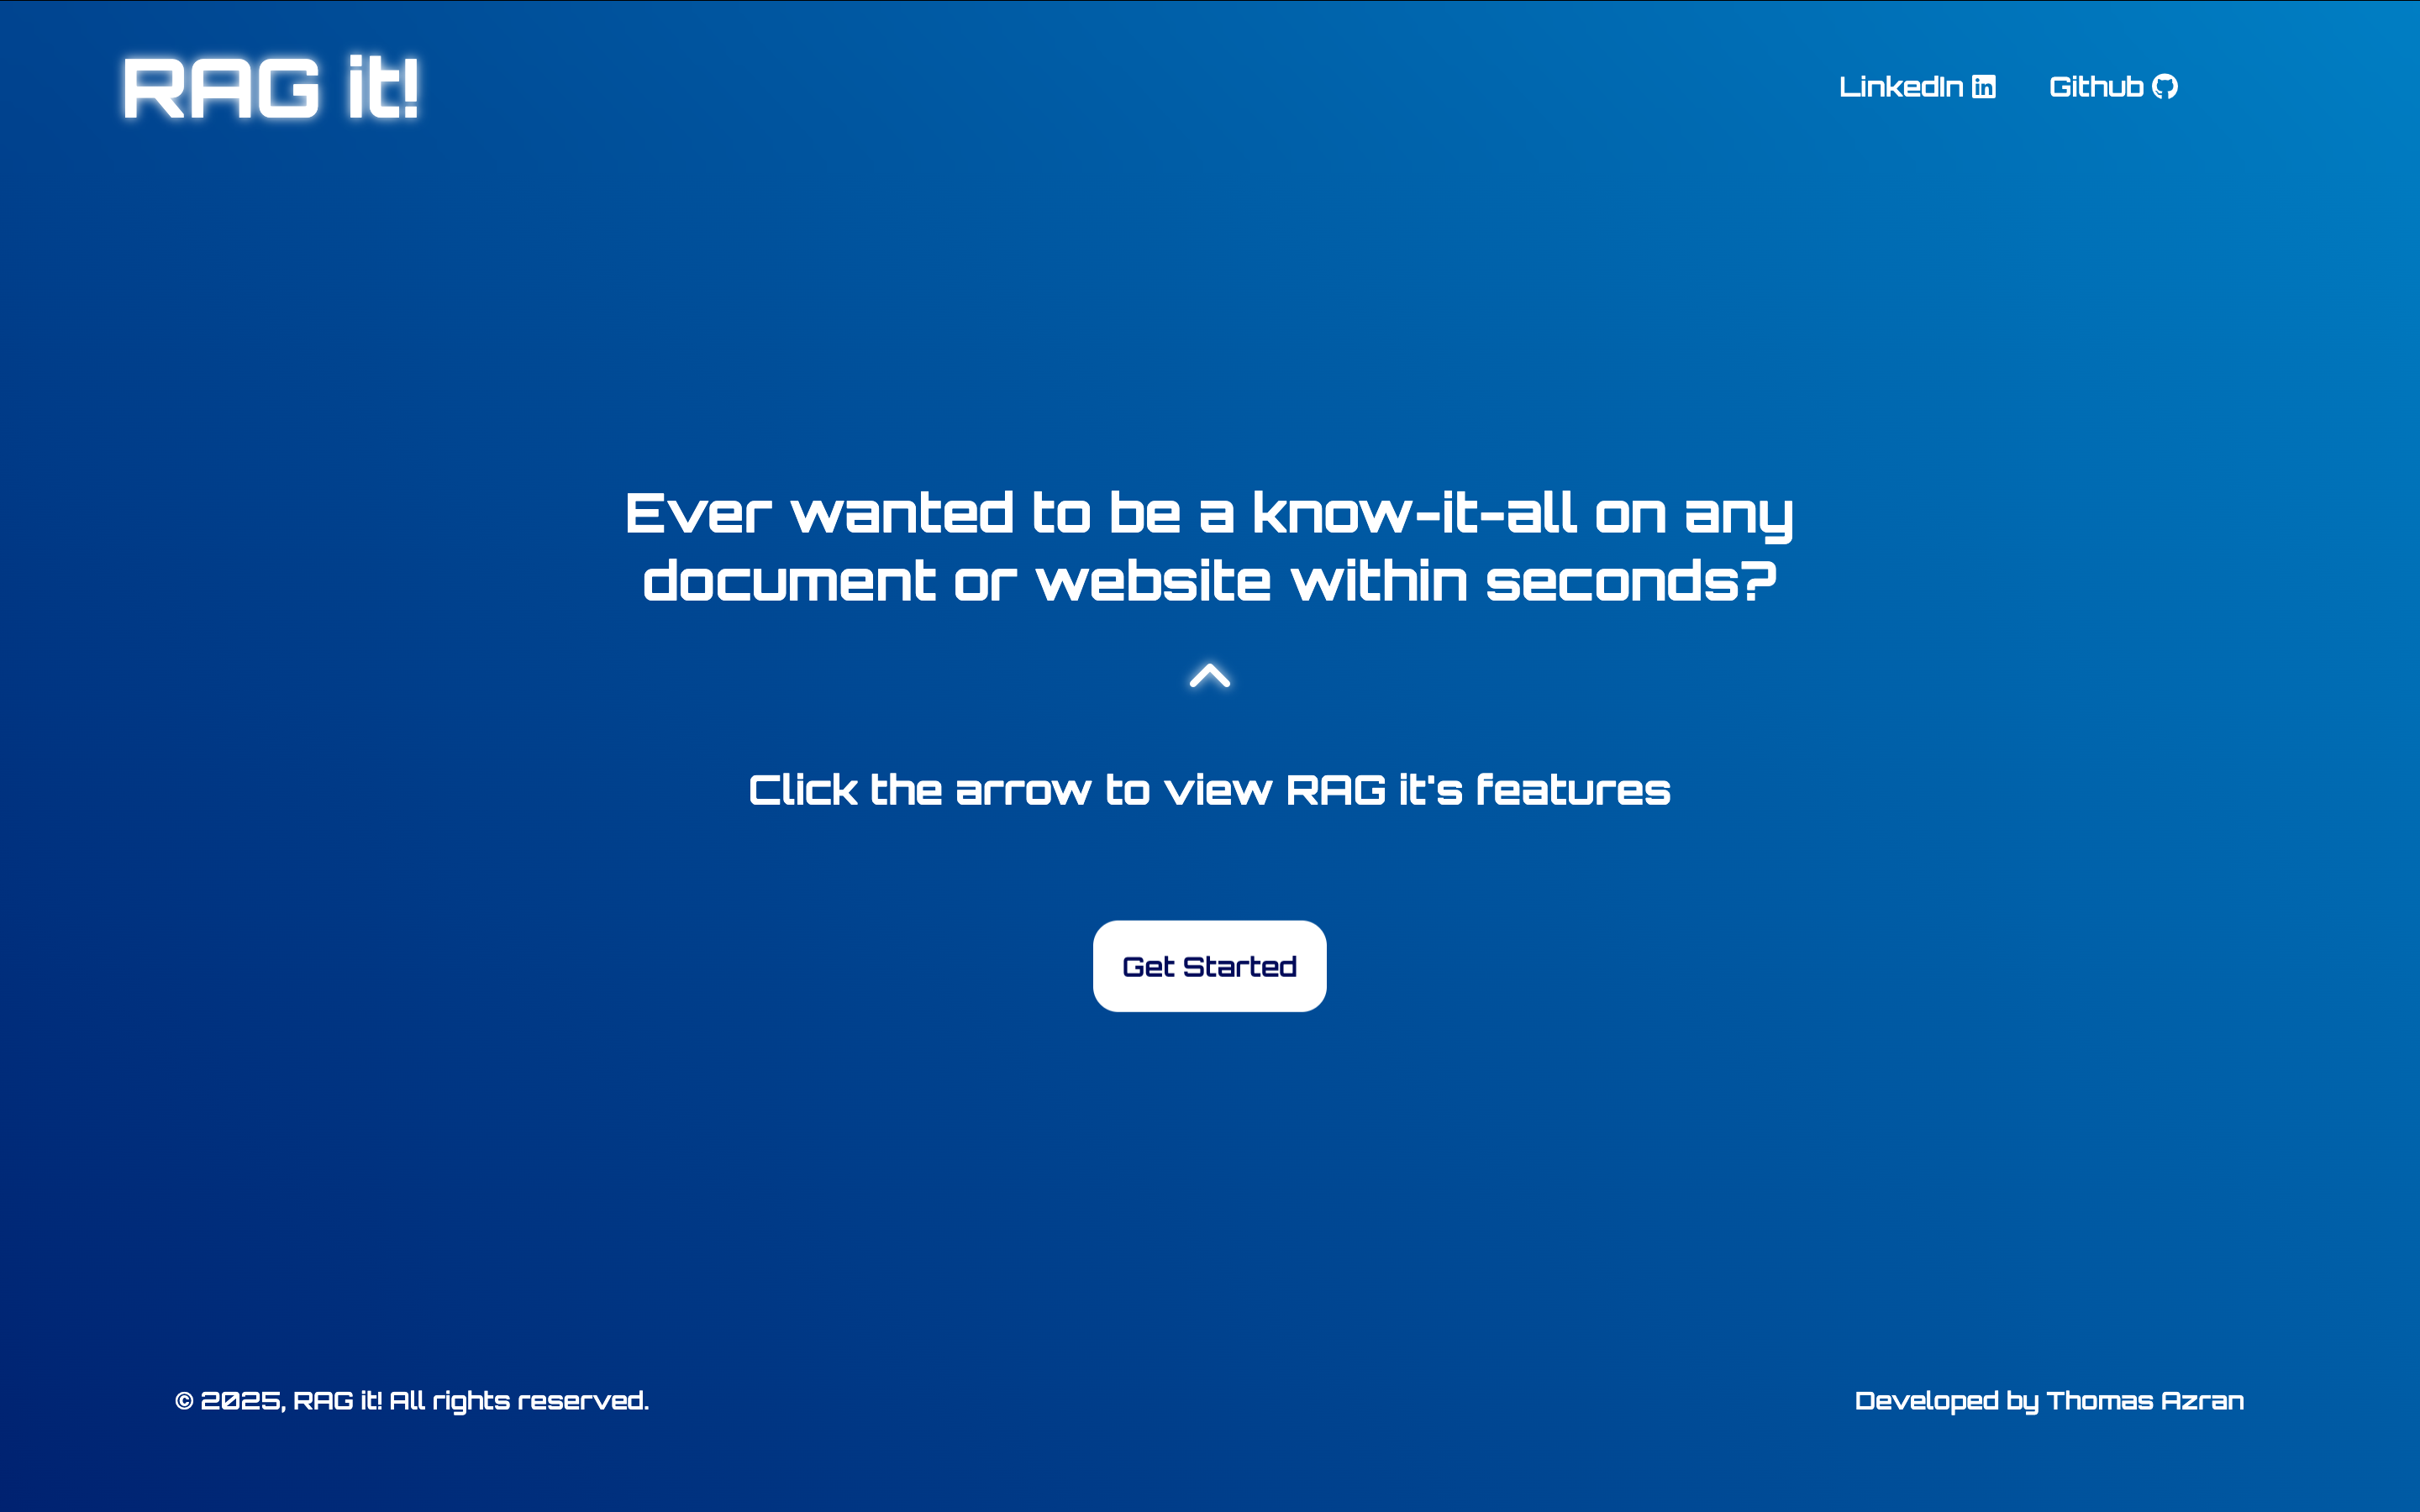 RAG it!
LinkedIn
Github
Ever wanted to be a know-it-all on any
document or website within seconds?
Click the arrow to view RAG it's features
Get Started
© 2025, RAG it! All rights reserved.
Developed by Thomas Azran